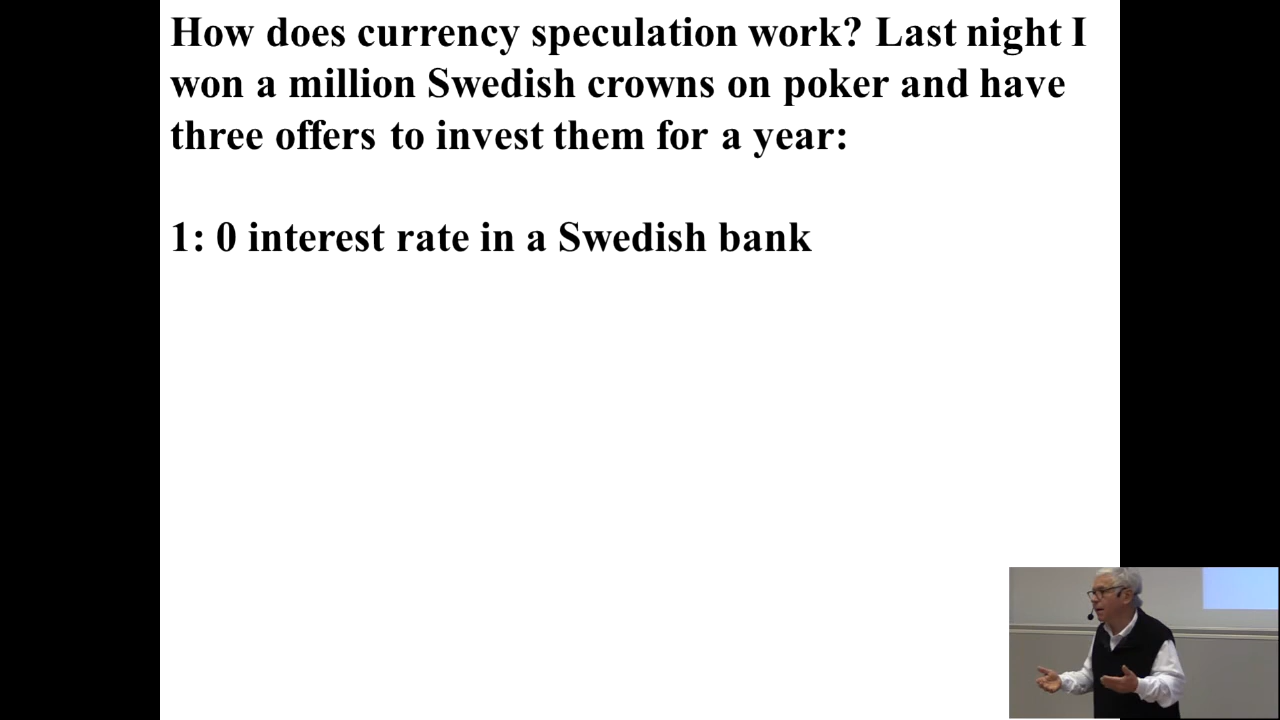 How does currency speculation work? Last night I
won a million Swedish crowns on poker and have
three offers to invest them for a year:
1: 0 interest rate in a Swedish bank